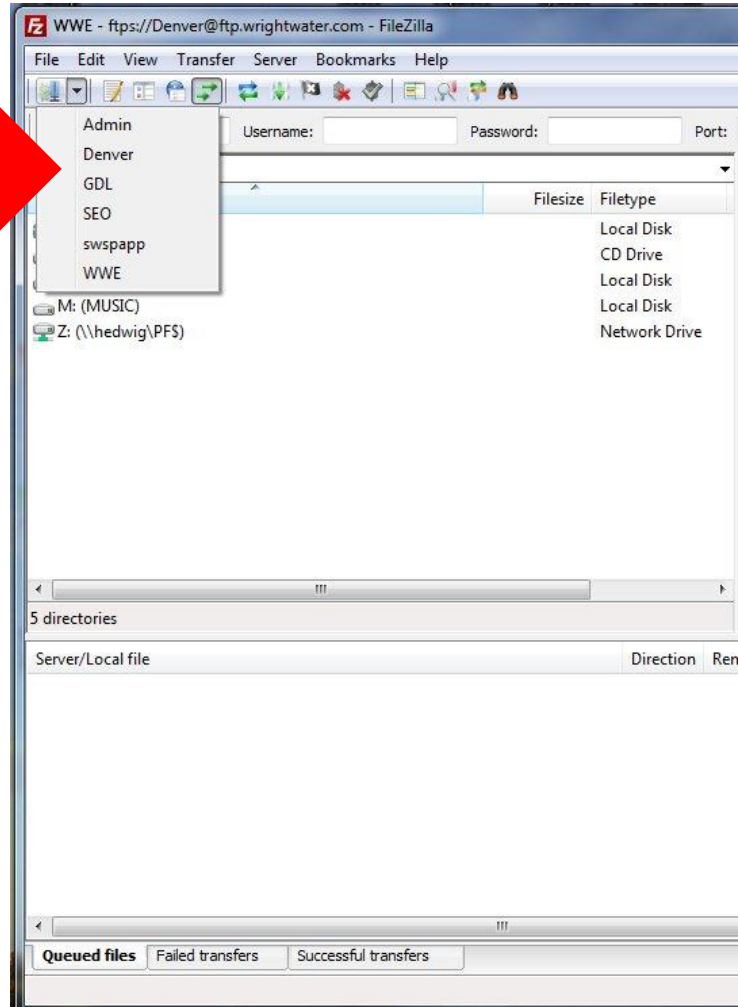 WWE - ftps://Denver@ftp.wrightwater.com - FileZilla
File Edit View Transfer Server Bookmarks Help
Admin
Denver
GDL
SEO
swspapp
WWE
Username: Password: Port:
Filesize Filetype
Local Disk
CD Drive
Local Disk
M: (MUSIC) Local Disk
Z: (\\hedwig\PF$) Network Drive
5 directories
Server/Local file Direction Ren
Queued files Failed transfers Successful transfers